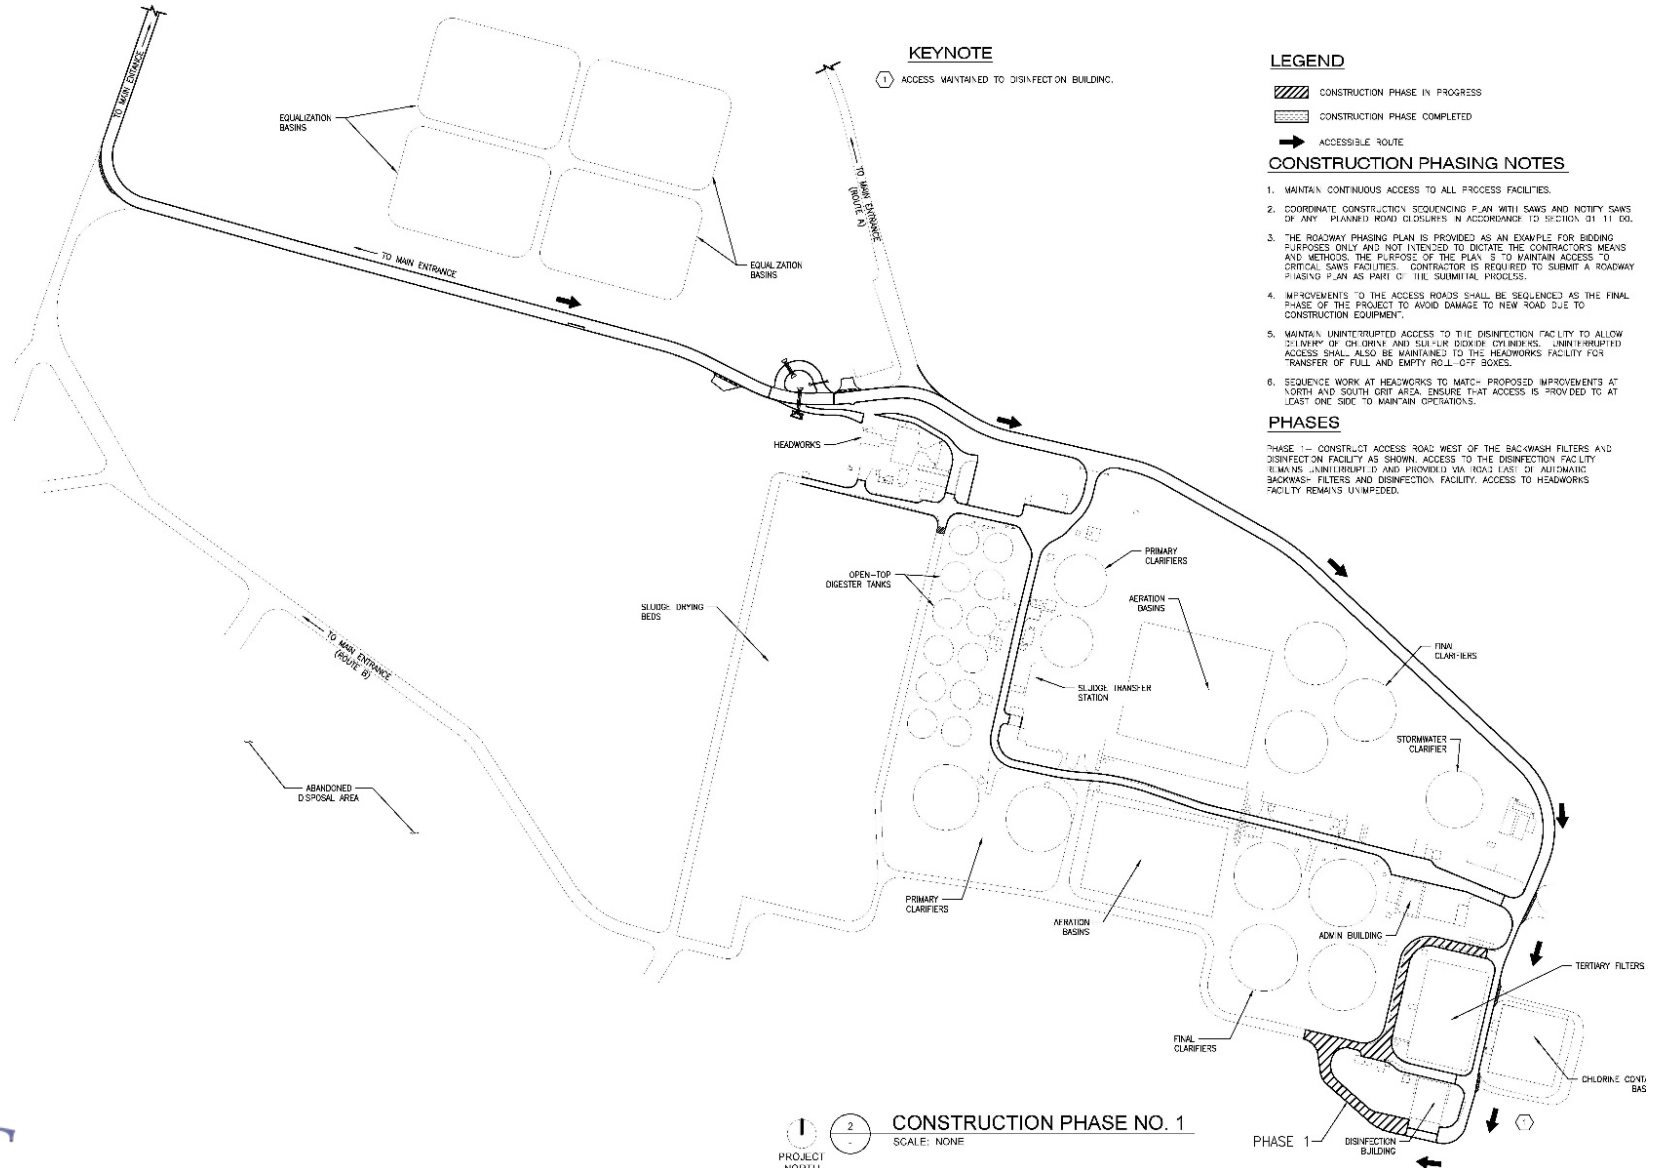 KEYNOTE
1 ACCESS MAINTAINED TO DISINFECTION BUILDING.
LEGEND
CONSTRUCTION PHASE IN PROGRESS
CONSTRUCTION PHASE COMPLETED
ACCESSIBLE ROUTE
CONSTRUCTION PHASING NOTES
1. MAINTAIN CONTINUOUS ACCESS TO ALL PROCESS FACILITIES.
2. COORDINATE CONSTRUCTION SEQUENCING PLAN WITH SAWS AND NOTIFY SAWS
OF ANY PLANNED ROAD CLOSURES IN ACCORDANCE TO SECTION 01 11 00.
3. THE ROADWAY PHASING PLAN IS PROVIDED AS AN EXAMPLE FOR BIDDING
PURPOSES ONLY AND NOT INTENDED TO DICTATE THE CONTRACTOR'S MEANS
AND METHODS. THE PURPOSE OF THE PLAN IS TO MAINTAIN ACCESS TO
CRITICAL SAWS FACILITIES. CONTRACTOR IS REQUIRED TO SUBMIT A ROADWAY
PHASING PLAN AS PART OF THE SUBMITTAL PROCESS.
4. IMPROVEMENTS TO THE ACCESS ROADS SHALL BE SEQUENCED AS THE FINAL
PHASE OF THE PROJECT TO AVOID DAMAGE TO NEW ROAD DUE TO
CONSTRUCTION EQUIPMENT.
5. MAINTAIN UNINTERRUPTED ACCESS TO THE DISINFECTION FACILITY TO ALLOW
DELIVERY OF CHLORINE AND SULFUR DIOXIDE CYLINDERS. UNINTERRUPTED
ACCESS SHALL ALSO BE MAINTAINED TO THE HEADWORKS FACILITY FOR
TRANSFER OF FULL AND EMPTY ROLL-OFF BOXES.
6. SEQUENCE WORK AT HEADWORKS TO MATCH PROPOSED IMPROVEMENTS AT
NORTH AND SOUTH GRIT AREA. ENSURE THAT ACCESS IS PROVIDED TO AT
LEAST ONE SIDE TO MAINTAIN OPERATIONS.
PHASES
PHASE 1– CONSTRUCT ACCESS ROAD WEST OF THE BACKWASH FILTERS AND
DISINFECTION FACILITY AS SHOWN. ACCESS TO THE DISINFECTION FACILITY
REMAINS UNINTERRUPTED AND PROVIDED VIA ROAD EAST OF AUTOMATIC
BACKWASH FILTERS AND DISINFECTION FACILITY. ACCESS TO HEADWORKS
FACILITY REMAINS UNIMPEDED.
TO MAIN ENTRANCE
EQUALIZATION
BASINS
TO MAIN ENTRANCE
(ROUTE A)
TO MAIN ENTRANCE
EQUALIZATION
BASINS
HEADWORKS
PRIMARY
CLARIFIERS
OPEN-TOP
DIGESTER TANKS
AERATION
BASINS
SLUDGE DRYING
BEDS
TO MAIN ENTRANCE
(ROUTE B)
FINAL
CLARIFIERS
SLUDGE TRANSFER
STATION
STORMWATER
CLARIFIER
ABANDONED
DISPOSAL AREA
PRIMARY
CLARIFIERS
AERATION
BASINS
ADMIN BUILDING
TERTIARY FILTERS
FINAL
CLARIFIERS
CHLORINE CONTA
BAS
PHASE 1
DISINFECTION
BUILDING
1
2
-
CONSTRUCTION PHASE NO. 1
SCALE: NONE
PROJECT
NORTH